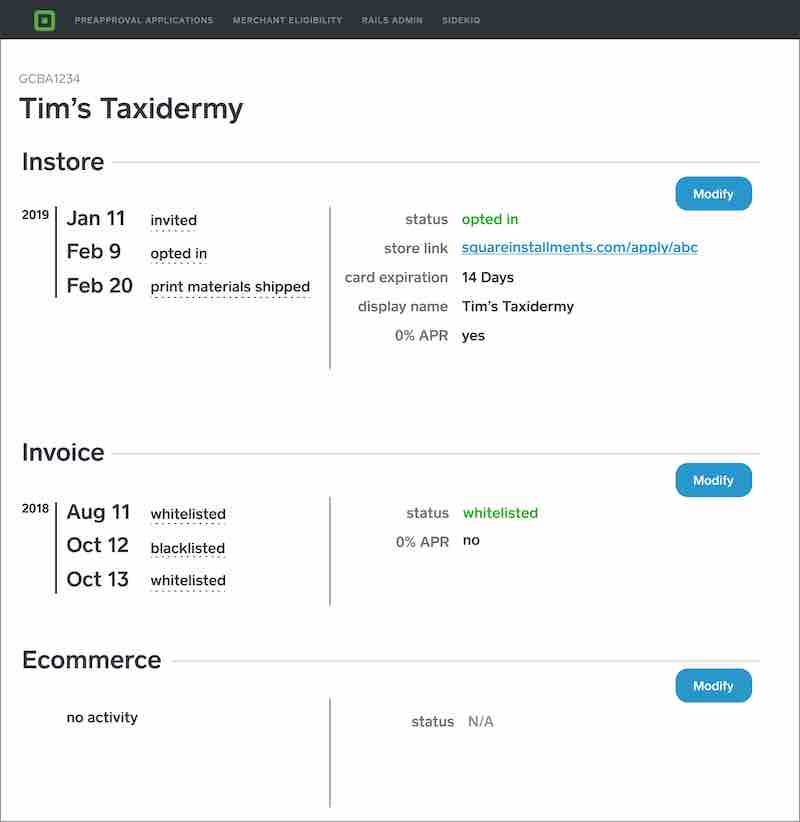 PREAPPROVAL APPLICATIONS MERCHANT ELIGIBILITY RAILS ADMIN SIDEKIQ
GCBA1234
Tim’s Taxidermy
Instore
Modify
2019 Jan 11 invited
Feb 9 opted in
Feb 20 print materials shipped
status opted in
store link squareinstallments.com/apply/abc
card expiration 14 Days
display name Tim’s Taxidermy
0% APR yes
Invoice
Modify
2018 Aug 11 whitelisted
Oct 12 blacklisted
Oct 13 whitelisted
status whitelisted
0% APR no
Ecommerce
Modify
no activity
status N/A